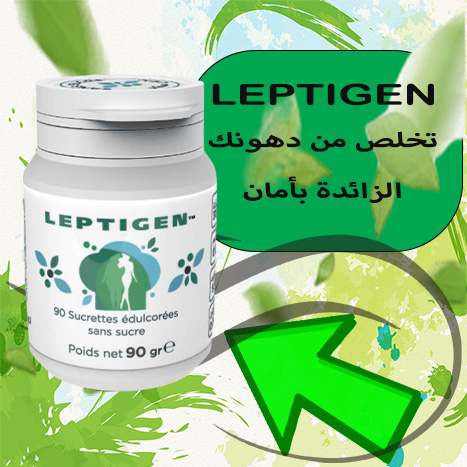 LEPTIGEN
تخلص من دهونك
الزائدة بأمان
LEPTIGEN™
90 Sucrettes édulcorées
sans sucre
Poids net 90 gr℮